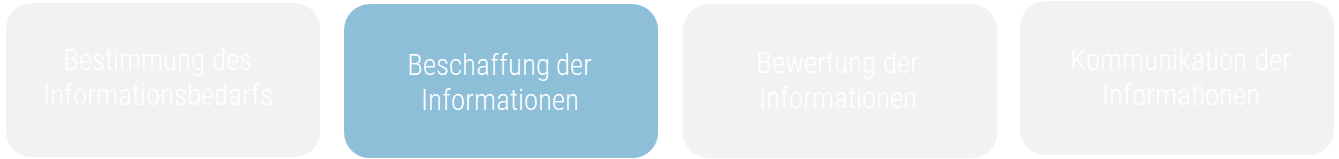 Bestimmung des
Informationsbedarfs
Beschaffung der
Informationen
Bewertung der
Informationen
Kommunikation der
Informationen